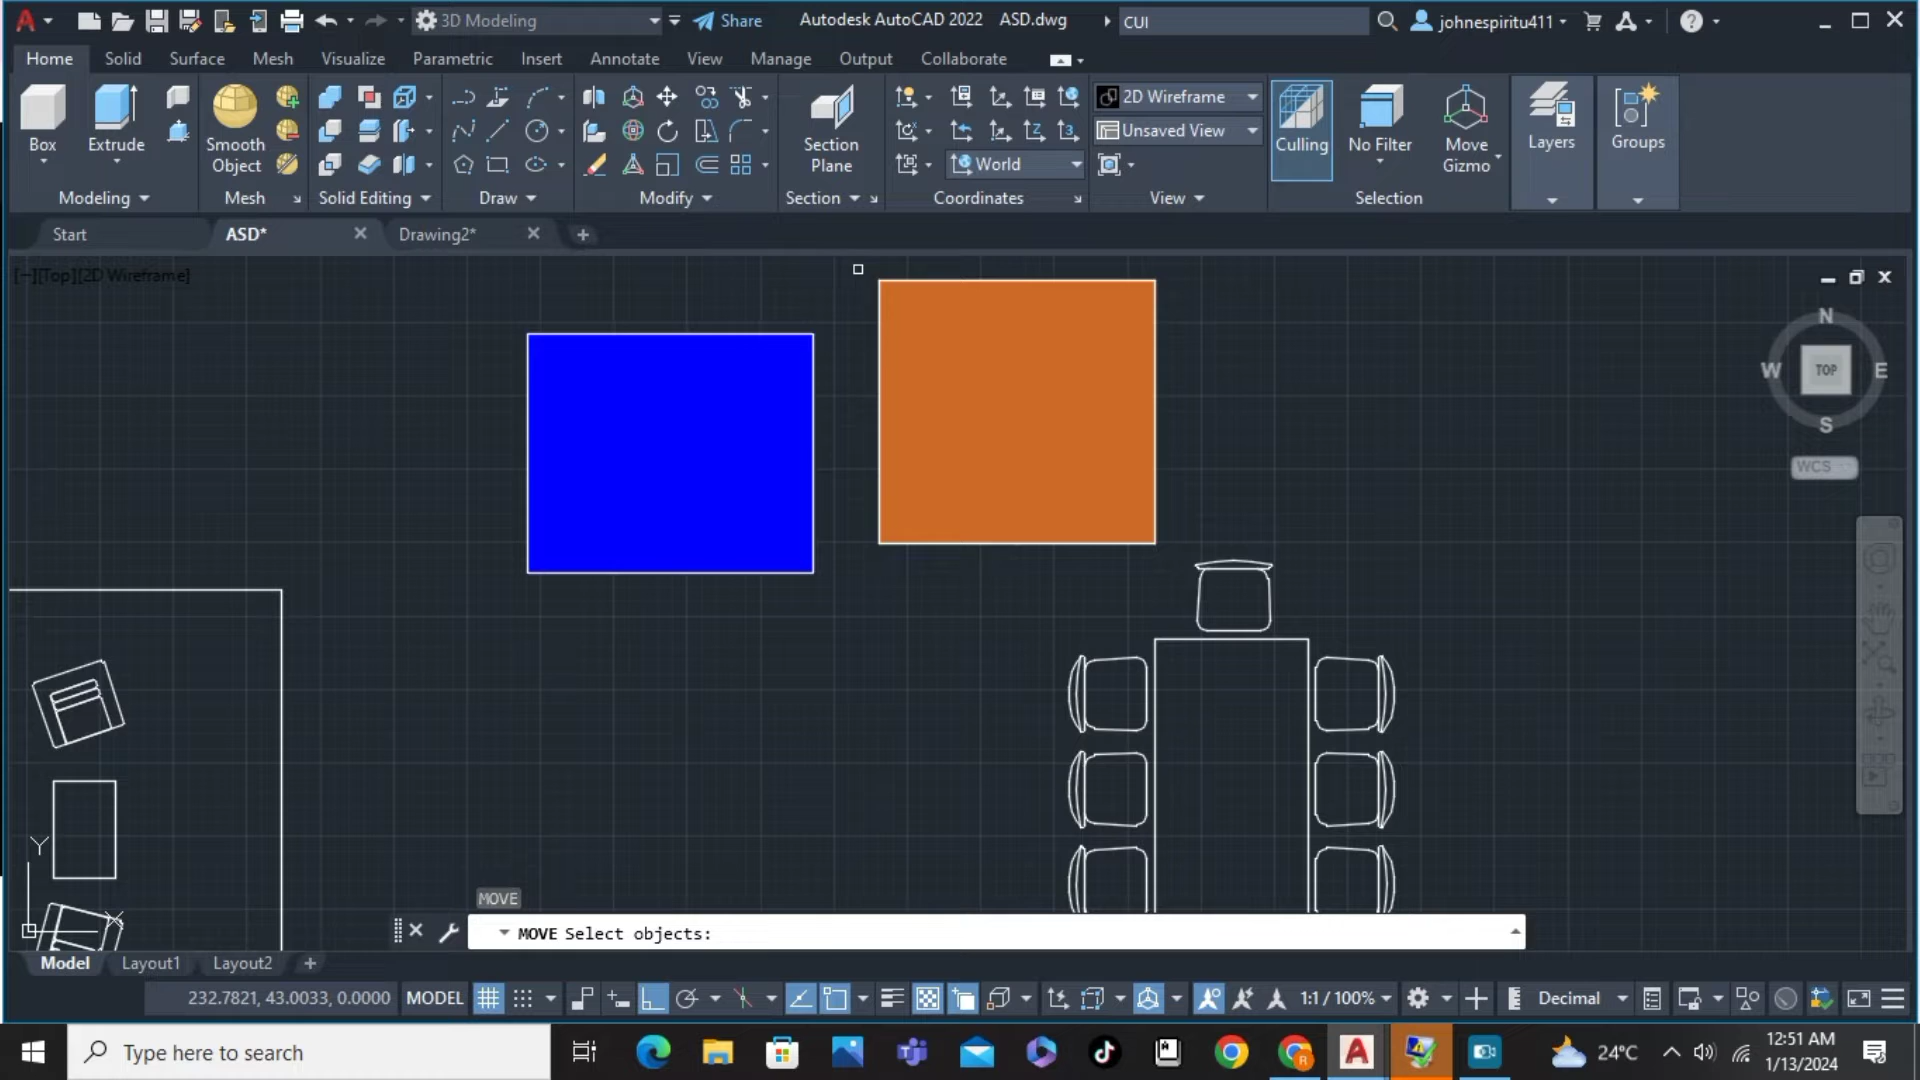 3D Modeling
Share
Autodesk AutoCAD 2022 ASD.dwg
CUI
johnespiritu411
Home Solid Surface Mesh Visualize Parametric Insert Annotate View Manage Output Collaborate
2D Wireframe
Unsaved View
Box
Extrude
Smooth
Object
Section
Plane
World
Culling
No Filter
Move
Gizmo
Layers
Groups
Modeling
Mesh
Solid Editing
Draw
Modify
Section
Coordinates
View
Selection
Start
ASD*
Drawing2*
[−][Top][2D Wireframe]
N
W
TOP
E
S
WCS
Y
X
MOVE
MOVE Select objects:
Model
Layout1
Layout2
232.7821, 43.0033, 0.0000
MODEL
1:1 / 100%
Decimal
Type here to search
24°C
12:51 AM
1/13/2024